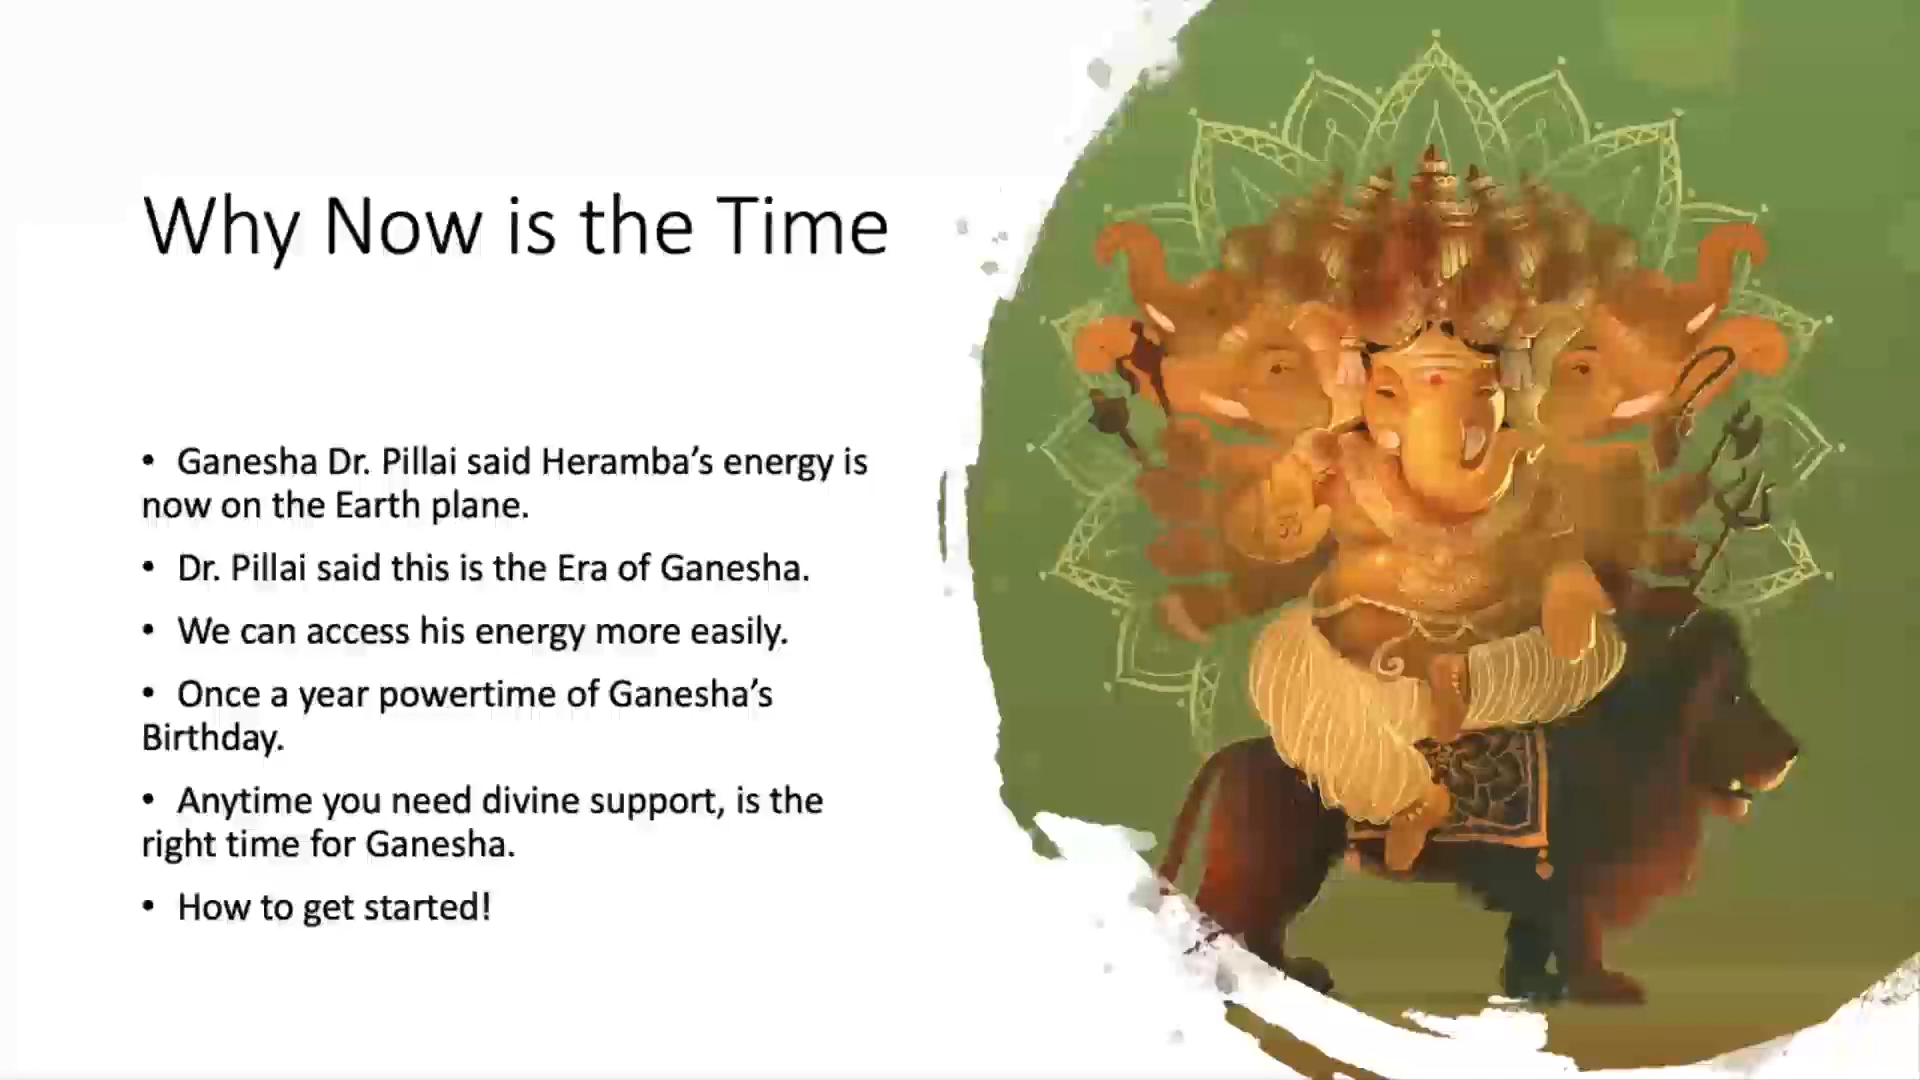 Why Now is the Time
• Ganesha Dr. Pillai said Heramba’s energy is
now on the Earth plane.
• Dr. Pillai said this is the Era of Ganesha.
• We can access his energy more easily.
• Once a year powertime of Ganesha’s
Birthday.
• Anytime you need divine support, is the
right time for Ganesha.
• How to get started!
ॐ